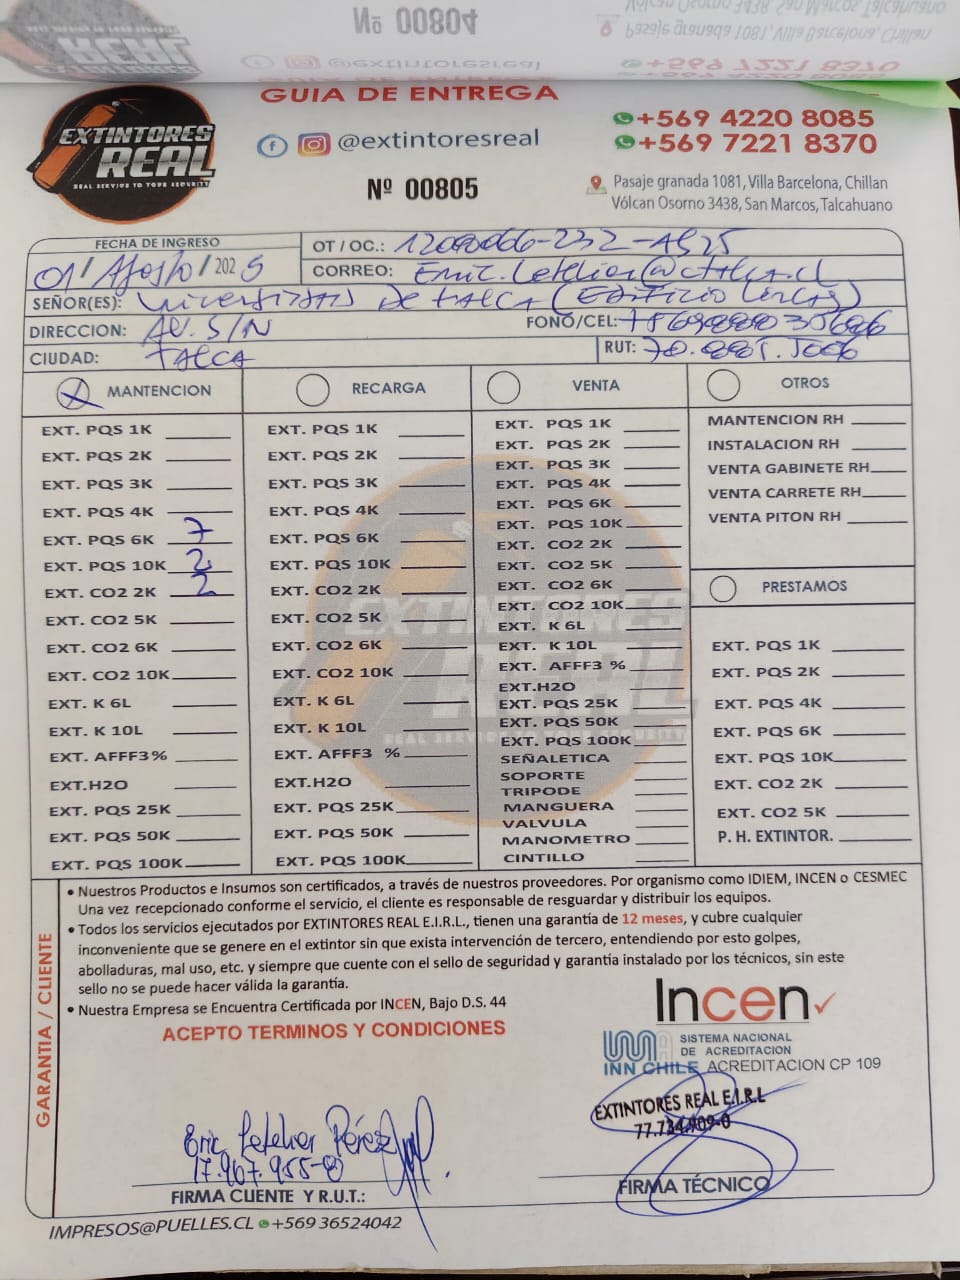 Nº 00804
Vólcan Osorno 3438, San Marcos, Talcahuano
Pasaje granada 1081, Villa Barcelona, Chillan
@extintoresreal
+569 7221 8370
GUIA DE ENTREGA
EXTINTORES
REAL
REAL SERVICE TO YOUR SECURITY
@extintoresreal
+569 4220 8085
+569 7221 8370
Nº 00805
Pasaje granada 1081, Villa Barcelona, Chillan
Vólcan Osorno 3438, San Marcos, Talcahuano
FECHA DE INGRESO
01/Agosto/2025
OT / OC.:
CORREO: Eric.Letelier@utalca.cl
SEÑOR(ES): Universidad De talca (Edificio
DIRECCION: Av. S/N
FONO/CEL:
CIUDAD: talca
RUT:
MANTENCION
EXT. PQS 1K
EXT. PQS 2K
EXT. PQS 3K
EXT. PQS 4K
EXT. PQS 6K 7
EXT. PQS 10K 2
EXT. CO2 2K 2
EXT. CO2 5K
EXT. CO2 6K
EXT. CO2 10K
EXT. K 6L
EXT. K 10L
EXT. AFFF3%
EXT.H2O
EXT. PQS 25K
EXT. PQS 50K
EXT. PQS 100K
RECARGA
EXT. PQS 1K
EXT. PQS 2K
EXT. PQS 3K
EXT. PQS 4K
EXT. PQS 6K
EXT. PQS 10K
EXT. CO2 2K
EXT. CO2 5K
EXT. CO2 6K
EXT. CO2 10K
EXT. K 6L
EXT. K 10L
EXT. AFFF3 %
EXT.H2O
EXT. PQS 25K
EXT. PQS 50K
EXT. PQS 100K
VENTA
EXT. PQS 1K
EXT. PQS 2K
EXT. PQS 3K
EXT. PQS 4K
EXT. PQS 6K
EXT. PQS 10K
EXT. CO2 2K
EXT. CO2 5K
EXT. CO2 6K
EXT. CO2 10K
EXT. K 6L
EXT. K 10L
EXT. AFFF3 %
EXT.H2O
EXT. PQS 25K
EXT. PQS 50K
EXT. PQS 100K
SEÑALETICA
SOPORTE
TRIPODE
MANGUERA
VALVULA
MANOMETRO
CINTILLO
OTROS
MANTENCION RH
INSTALACION RH
VENTA GABINETE RH
VENTA CARRETE RH
VENTA PITON RH
PRESTAMOS
EXT. PQS 1K
EXT. PQS 2K
EXT. PQS 4K
EXT. PQS 6K
EXT. PQS 10K
EXT. CO2 2K
EXT. CO2 5K
P. H. EXTINTOR.
EXTINTORES
REAL
REAL SERVICE TO YOUR SECURITY
GARANTIA / CLIENTE
• Nuestros Productos e Insumos son certificados, a través de nuestros proveedores. Por organismo como IDIEM, INCEN o CESMEC
Una vez recepcionado conforme el servicio, el cliente es responsable de resguardar y distribuir los equipos.
• Todos los servicios ejecutados por EXTINTORES REAL E.I.R.L., tienen una garantía de 12 meses, y cubre cualquier
inconveniente que se genere en el extintor sin que exista intervención de tercero, entendiendo por esto golpes,
abolladuras, mal uso, etc. y siempre que cuente con el sello de seguridad y garantía instalado por los técnicos, sin este
sello no se puede hacer válida la garantía.
• Nuestra Empresa se Encuentra Certificada por INCEN, Bajo D.S. 44
ACEPTO TERMINOS Y CONDICIONES
Incen
SISTEMA NACIONAL
DE ACREDITACION
INN CHILE ACREDITACION CP 109
EXTINTORES REAL E.I.R.L
77.734.909-0
Eric Letelier Pérez
17.967.955-8
FIRMA CLIENTE Y R.U.T.:
FIRMA TÉCNICO
IMPRESOS@PUELLES.CL +569 36524042